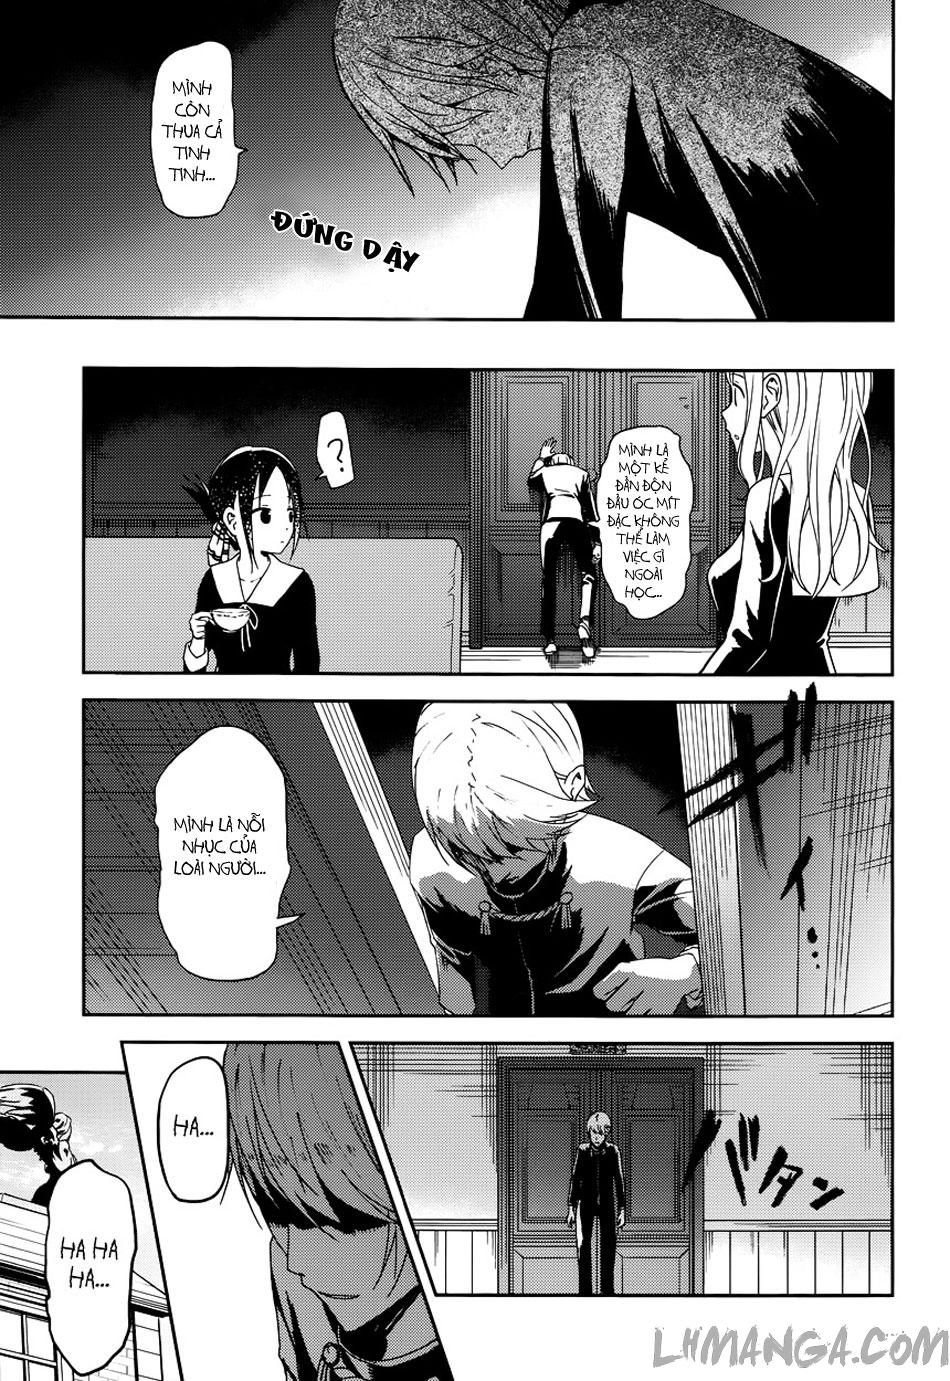 MÌNH
CÒN
THUA CẢ
TINH
TINH...
ĐỨNG DẬY
?
MÌNH LÀ
MỘT KẺ
ĐẦN ĐỘN
ĐẦU ÓC MÍT
ĐẶC KHÔNG
THỂ LÀM
VIỆC GÌ
NGOÀI
HỌC...
MÌNH LÀ NỖI
NHỤC CỦA
LOÀI NGƯỜI...
バタン
HA...
HA HA
HA...
LHMANGA.COM